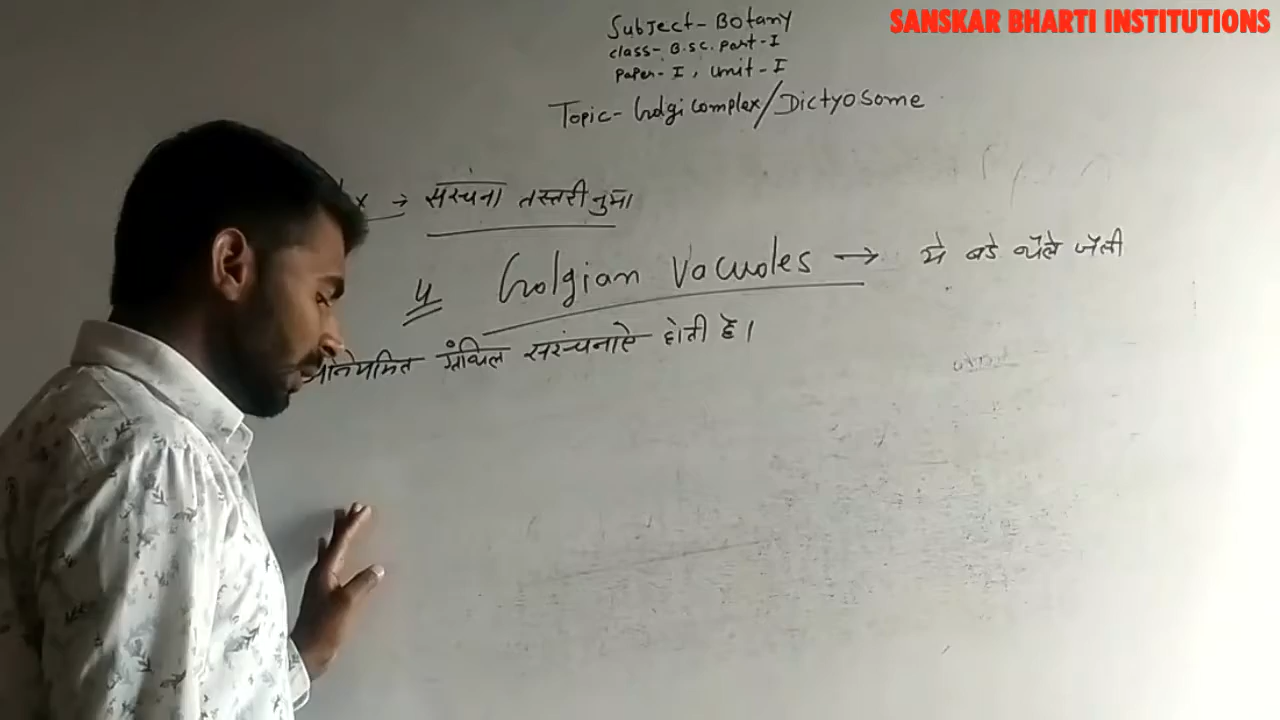 SANSKAR BHARTI INSTITUTIONS
Subject- Botany
class- B.sc. part-I
paper-I, unit-I
Topic- Golgi complex/Dictyosome
x → संरचना तस्तरीनुमा
4 Golgian Vacuoles → ये बडे थैले जैसी
अनियमित ग्रंथिल संरचनाऐ होती है।